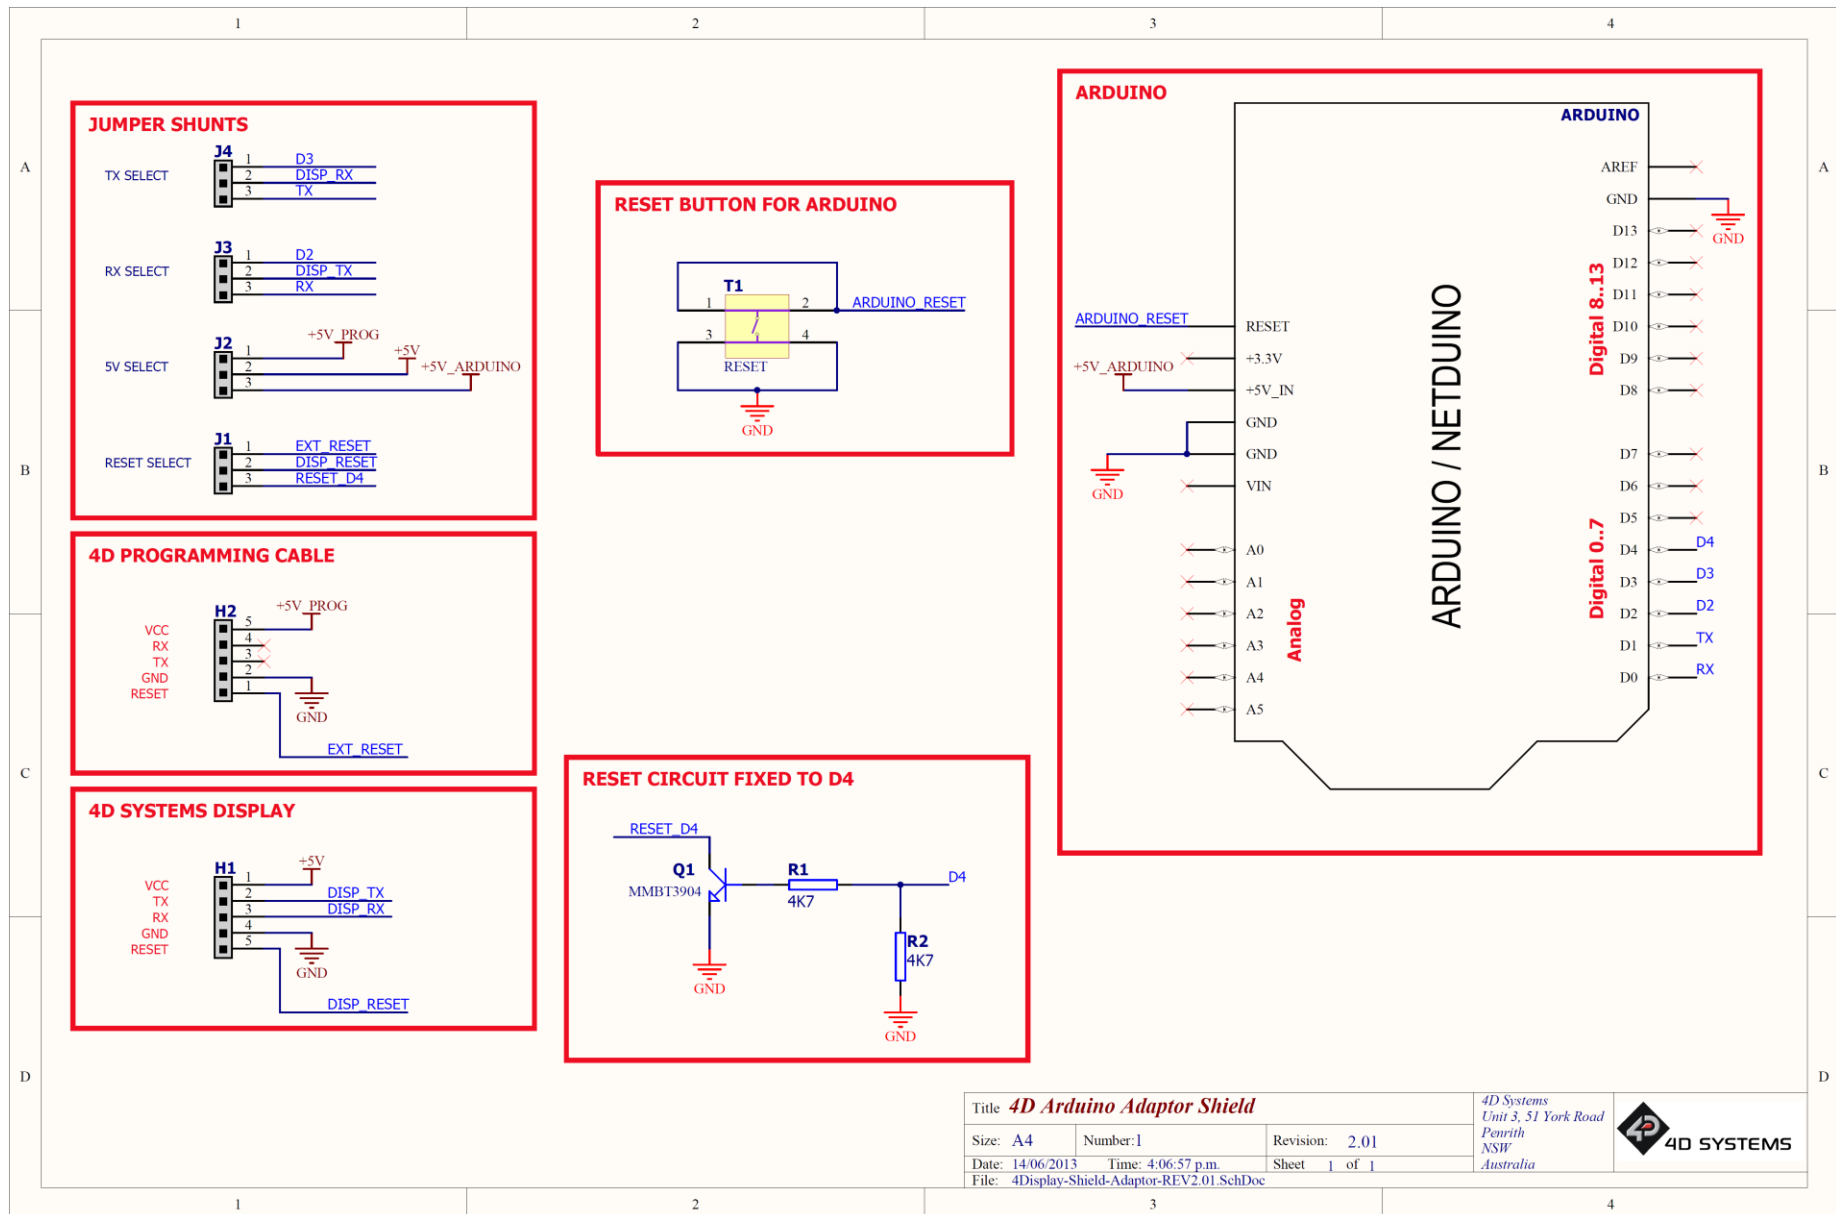 1 2 3 4
A
B
C
D
A
B
C
D
1 2 3 4
JUMPER SHUNTS
TX SELECT
J4
1 D3
2 DISP_RX
3 TX
RX SELECT
J3
1 D2
2 DISP_TX
3 RX
5V SELECT
J2
1 +5V_PROG
2 +5V
3 +5V_ARDUINO
RESET SELECT
J1
1 EXT_RESET
2 DISP_RESET
3 RESET_D4
4D PROGRAMMING CABLE
H2
+5V_PROG
VCC 5
RX 4
TX 3
GND 2
RESET 1
GND
EXT_RESET
4D SYSTEMS DISPLAY
H1
+5V
VCC 1
TX 2 DISP_TX
RX 3 DISP_RX
GND 4
RESET 5
GND
DISP_RESET
RESET BUTTON FOR ARDUINO
T1
1 2 ARDUINO_RESET
3 4
RESET
GND
RESET CIRCUIT FIXED TO D4
RESET_D4
Q1
MMBT3904
R1
4K7
D4
R2
4K7
GND
GND
ARDUINO
ARDUINO
ARDUINO_RESET RESET
+3.3V
+5V_ARDUINO +5V_IN
GND
GND
GND
VIN
A0
A1
A2
A3
A4
A5
Analog
ARDUINO / NETDUINO
Digital 8..13
Digital 0..7
AREF
GND
GND
D13
D12
D11
D10
D9
D8
D7
D6
D5
D4 D4
D3 D3
D2 D2
D1 TX
D0 RX
Title 4D Arduino Adaptor Shield
Size: A4 Number:1 Revision: 2.01
Date: 14/06/2013 Time: 4:06:57 p.m. Sheet 1 of 1
File: 4Display-Shield-Adaptor-REV2.01.SchDoc
4D Systems
Unit 3, 51 York Road
Penrith
NSW
Australia
4D SYSTEMS